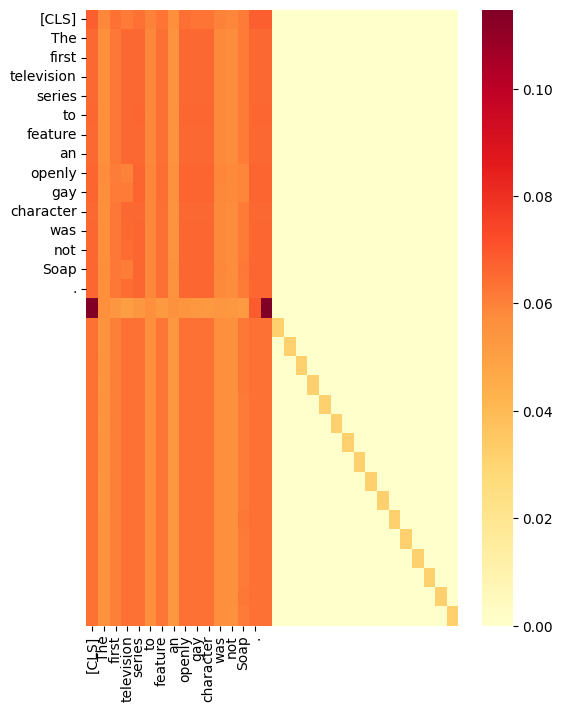 [CLS]
The
first
television
series
to
feature
an
openly
gay
character
was
not
Soap
.
0.10
0.08
0.06
0.04
0.02
0.00
[CLS]
The
first
television
series
to
feature
an
openly
gay
character
was
not
Soap
.